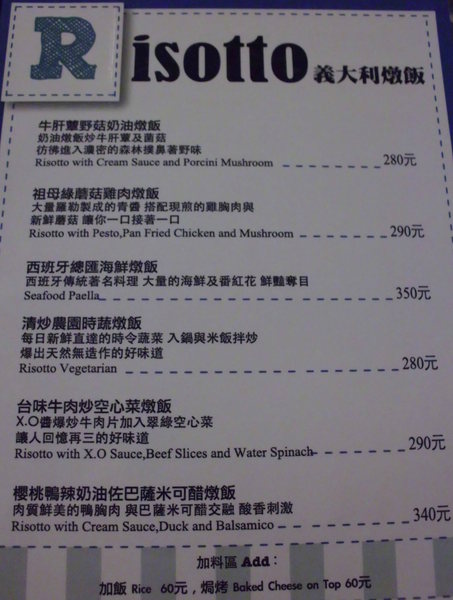 Risotto 義大利燉飯
牛肝蕈野菇奶油燉飯
奶油燉飯炒牛肝蕈及菌菇
彷彿進入濃密的森林撲鼻著野味
Risotto with Cream Sauce and Porcini Mushroom 280元
祖母綠蘑菇雞肉燉飯
大量羅勒製成的青醬 搭配現煎的雞胸肉與
新鮮蘑菇 讓你一口接著一口
Risotto with Pesto,Pan Fried Chicken and Mushroom 290元
西班牙總匯海鮮燉飯
西班牙傳統著名料理 大量的海鮮及番紅花 鮮豔奪目
Seafood Paella 350元
清炒農園時蔬燉飯
每日新鮮直達的時令蔬菜 入鍋與米飯拌炒
爆出天然無造作的好味道
Risotto Vegetarian 280元
台味牛肉炒空心菜燉飯
X.O醬爆炒牛肉片加入翠綠空心菜
讓人回憶再三的好味道
Risotto with X.O Sauce,Beef Slices and Water Spinach 290元
櫻桃鴨辣奶油佐巴薩米可醋燉飯
肉質鮮美的鴨胸肉 與巴薩米可醋交融 酸香刺激
Risotto with Cream Sauce,Duck and Balsamico 340元
加料區 Add：
加飯 Rice 60元，焗烤 Baked Cheese on Top 60元